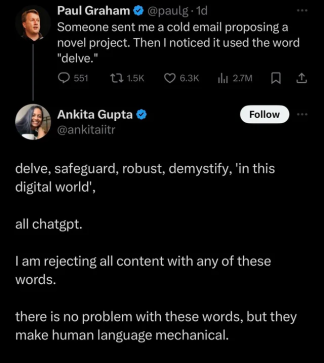 Paul Graham @paulg · 1d
Someone sent me a cold email proposing a
novel project. Then I noticed it used the word
"delve."
551 1.5K 6.3K 2.7M
Ankita Gupta
Follow
@ankitaiitr
delve, safeguard, robust, demystify, 'in this
digital world',
all chatgpt.
I am rejecting all content with any of these
words.
there is no problem with these words, but they
make human language mechanical.